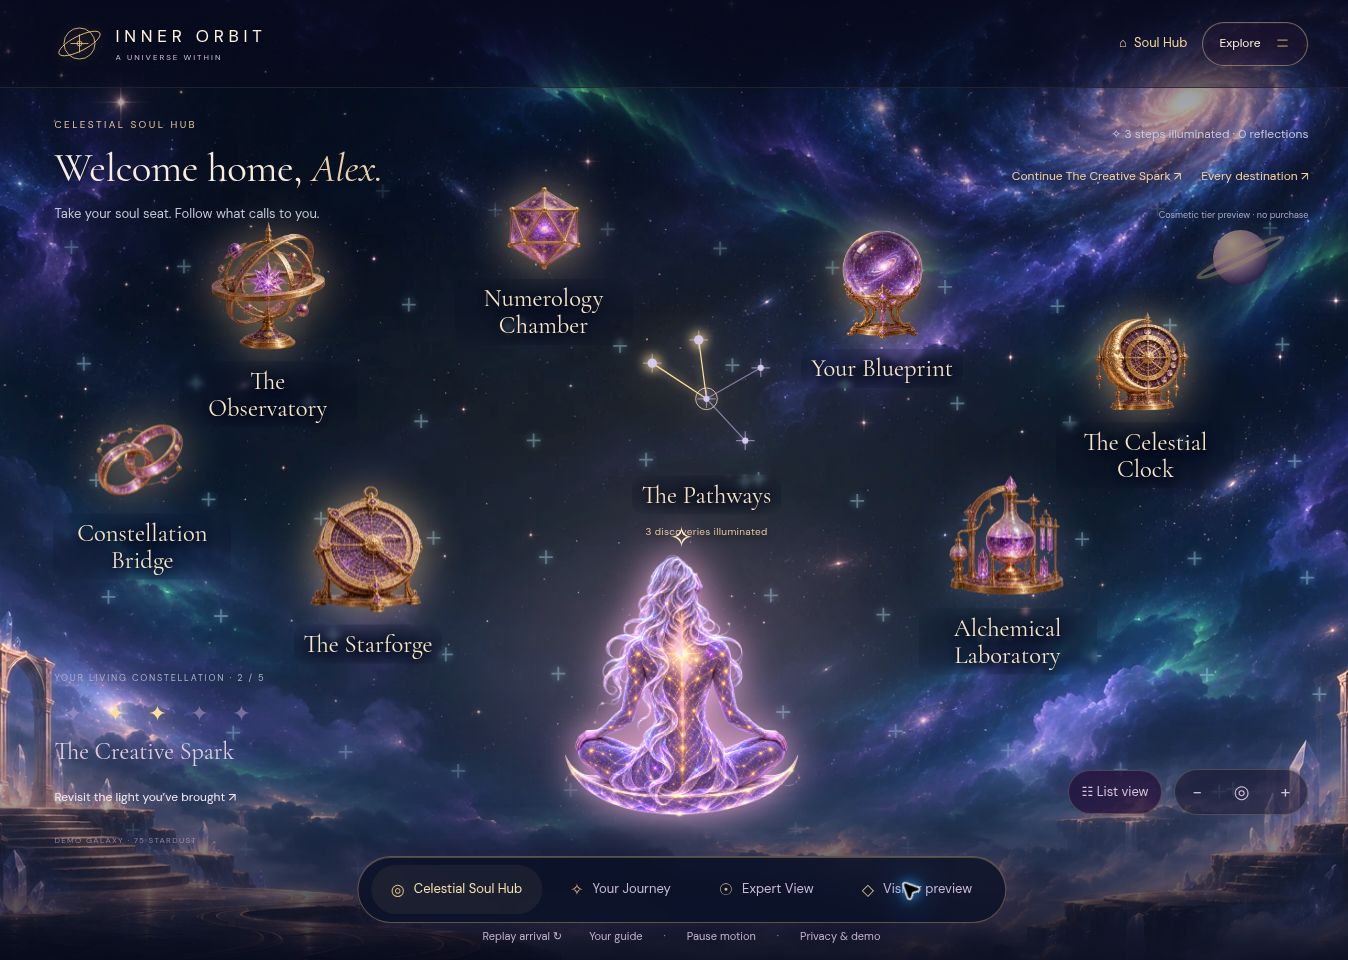 INNER ORBIT
A UNIVERSE WITHIN
Soul Hub
Explore
CELESTIAL SOUL HUB
Welcome home, Alex.
Take your soul seat. Follow what calls to you.
3 steps illuminated · 0 reflections
Continue The Creative Spark ↗
Every destination ↗
Cosmetic tier preview · no purchase
Numerology
Chamber
Your Blueprint
The
Observatory
The Celestial
Clock
The Pathways
3 discoveries illuminated
Constellation
Bridge
The Starforge
Alchemical
Laboratory
YOUR LIVING CONSTELLATION · 2 / 5
The Creative Spark
Revisit the light you've brought ↗
DEMO GALAXY · 75 STARDUST
List view
− ◎ +
Celestial Soul Hub
Your Journey
Expert View
preview
Replay arrival ↻
Your guide · Pause motion · Privacy & demo